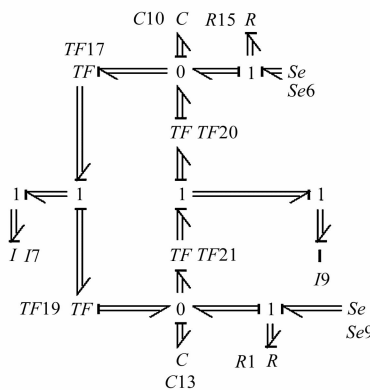 C10 C R15 R
TF17
TF 0 1 Se
Se6
TF TF20
1 1 1 1
I I7 TF TF21 I
I9
TF19 TF 0 1 Se
Se9
C R1 R
C13